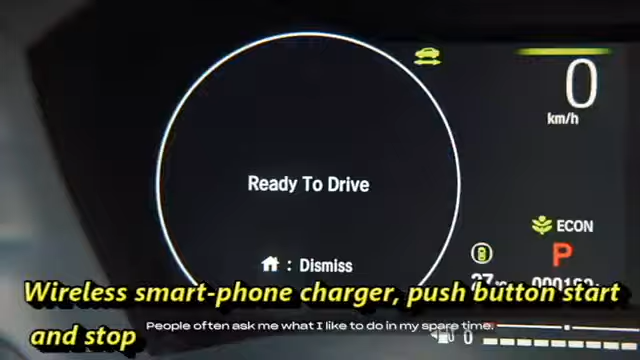 0
km/h
Ready To Drive
ECON
P
: Dismiss
Wireless smart-phone charger, push button start
and stop
People often ask me what I like to do in my spare time.
0